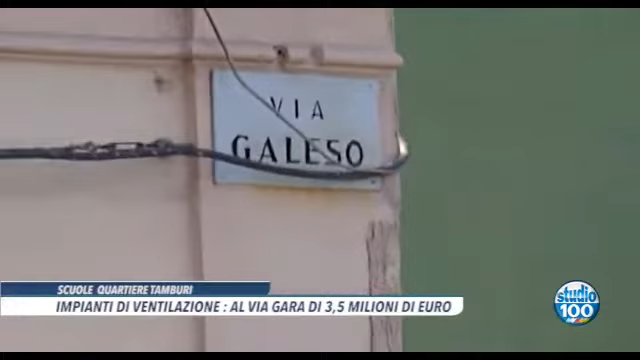 VIA
GALESO
SCUOLE QUARTIERE TAMBURI
IMPIANTI DI VENTILAZIONE : AL VIA GARA DI 3,5 MILIONI DI EURO
studio
100